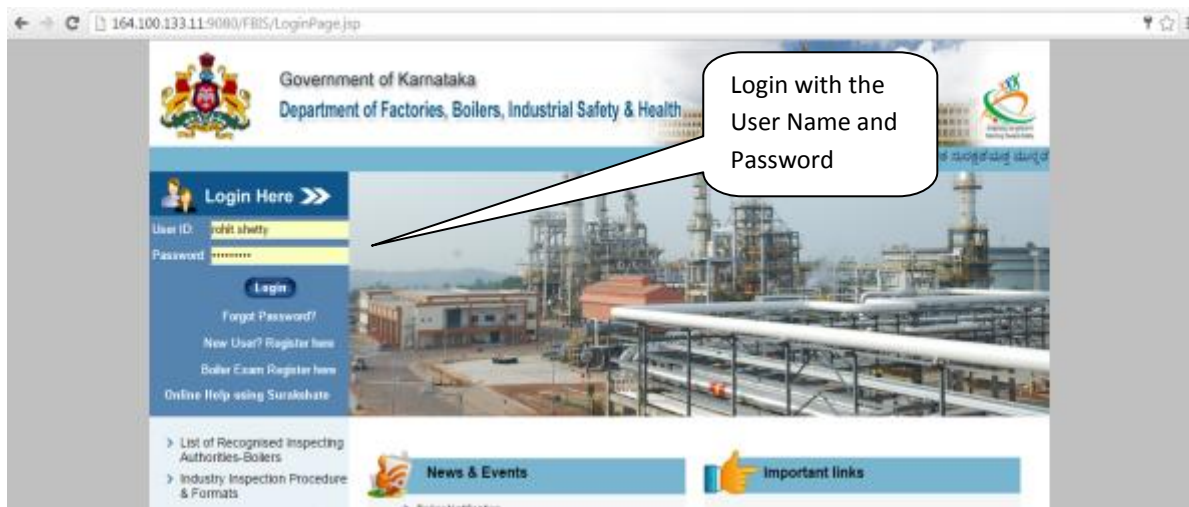 164.100.133.11:9080/FBIS/LoginPage.jsp
Government of Karnataka
Department of Factories, Boilers, Industrial Safety & Health
Login with the
User Name and
Password
Login Here
User ID: rohit shetty
Password •••••••••
Login
Forgot Password?
New User? Register here
Boiler Exam Register here
Online Help using Surakshate
> List of Recognised Inspecting
Authorities-Boilers
> Industry Inspection Procedure
& Formats
News & Events
Important links